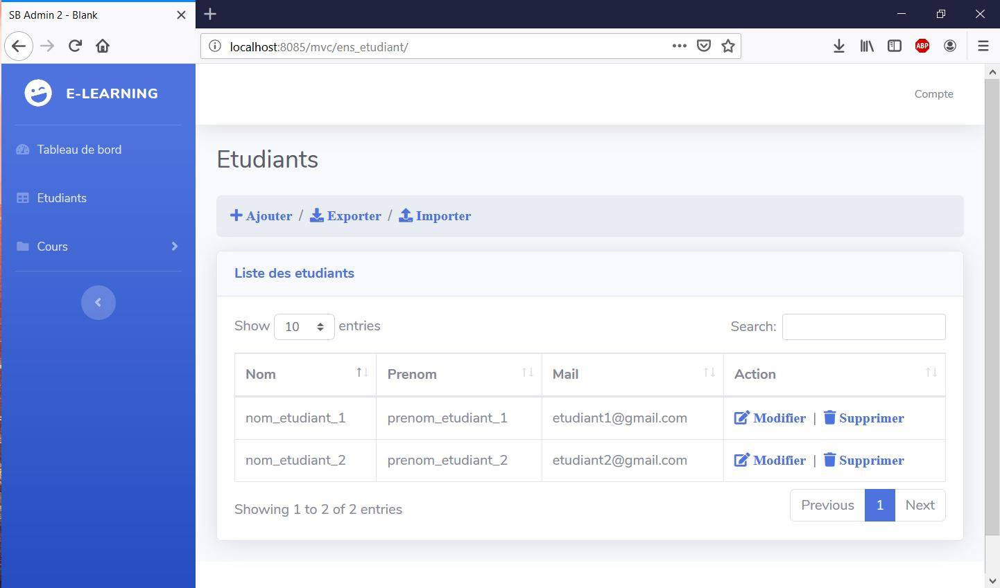 SB Admin 2 - Blank
localhost:8085/mvc/ens_etudiant/
ABP
E-LEARNING
Compte
Tableau de bord
Etudiants
Cours
Etudiants
Ajouter / Exporter / Importer
Liste des etudiants
Show 10 entries Search:
Nom Prenom Mail Action
nom_etudiant_1 prenom_etudiant_1 etudiant1@gmail.com Modifier | Supprimer
nom_etudiant_2 prenom_etudiant_2 etudiant2@gmail.com Modifier | Supprimer
Showing 1 to 2 of 2 entries Previous 1 Next